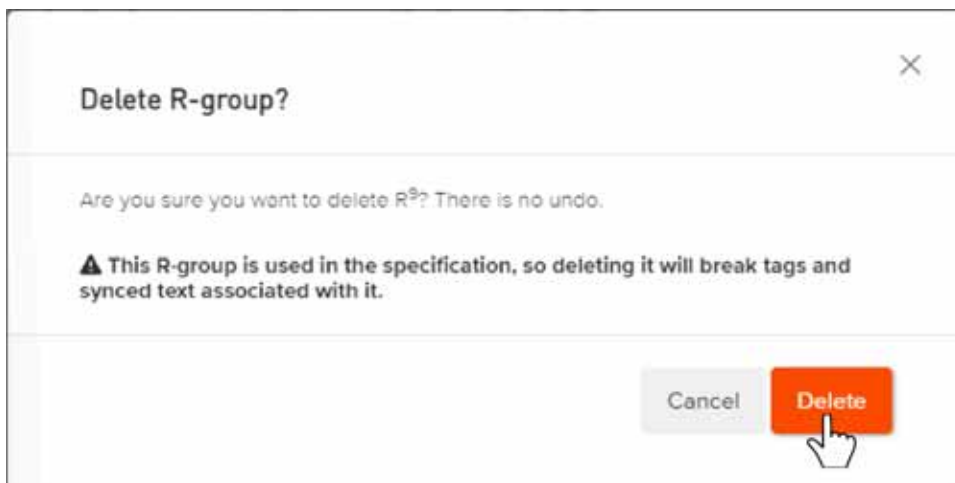 Delete R-group?
Are you sure you want to delete R⁹? There is no undo.
⚠ This R-group is used in the specification, so deleting it will break tags and
synced text associated with it.
Cancel
Delete